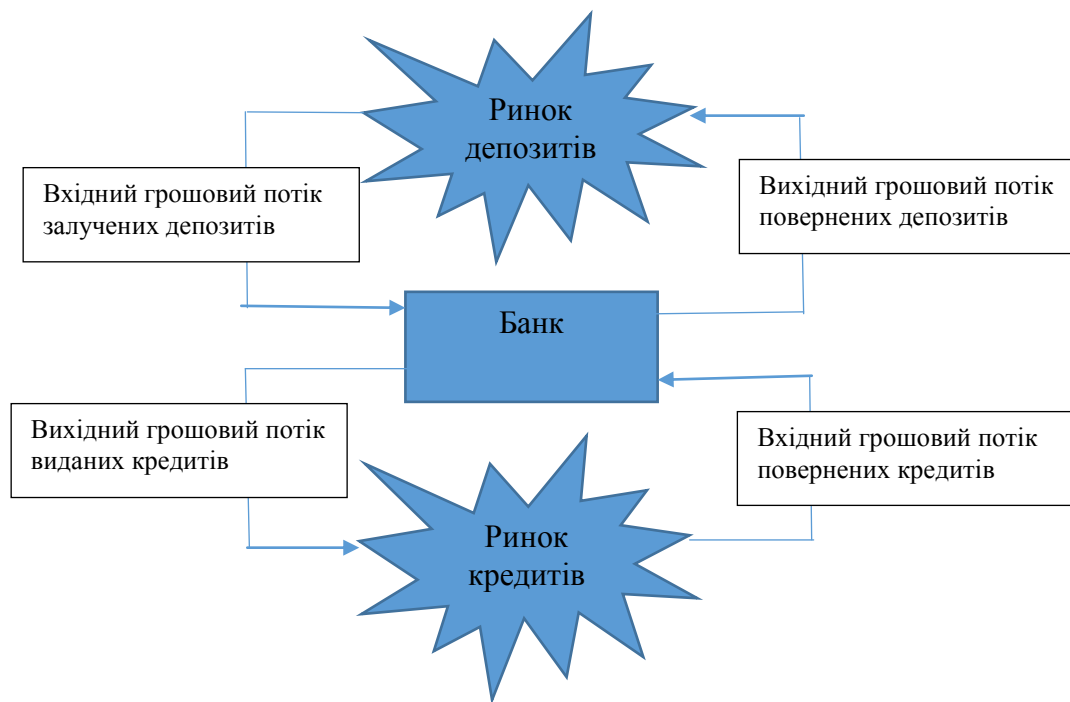 Ринок
депозитів
Вхідний грошовий потік
залучених депозитів
Вихідний грошовий потік
повернених депозитів
Банк
Вихідний грошовий потік
виданих кредитів
Вхідний грошовий потік
повернених кредитів
Ринок
кредитів